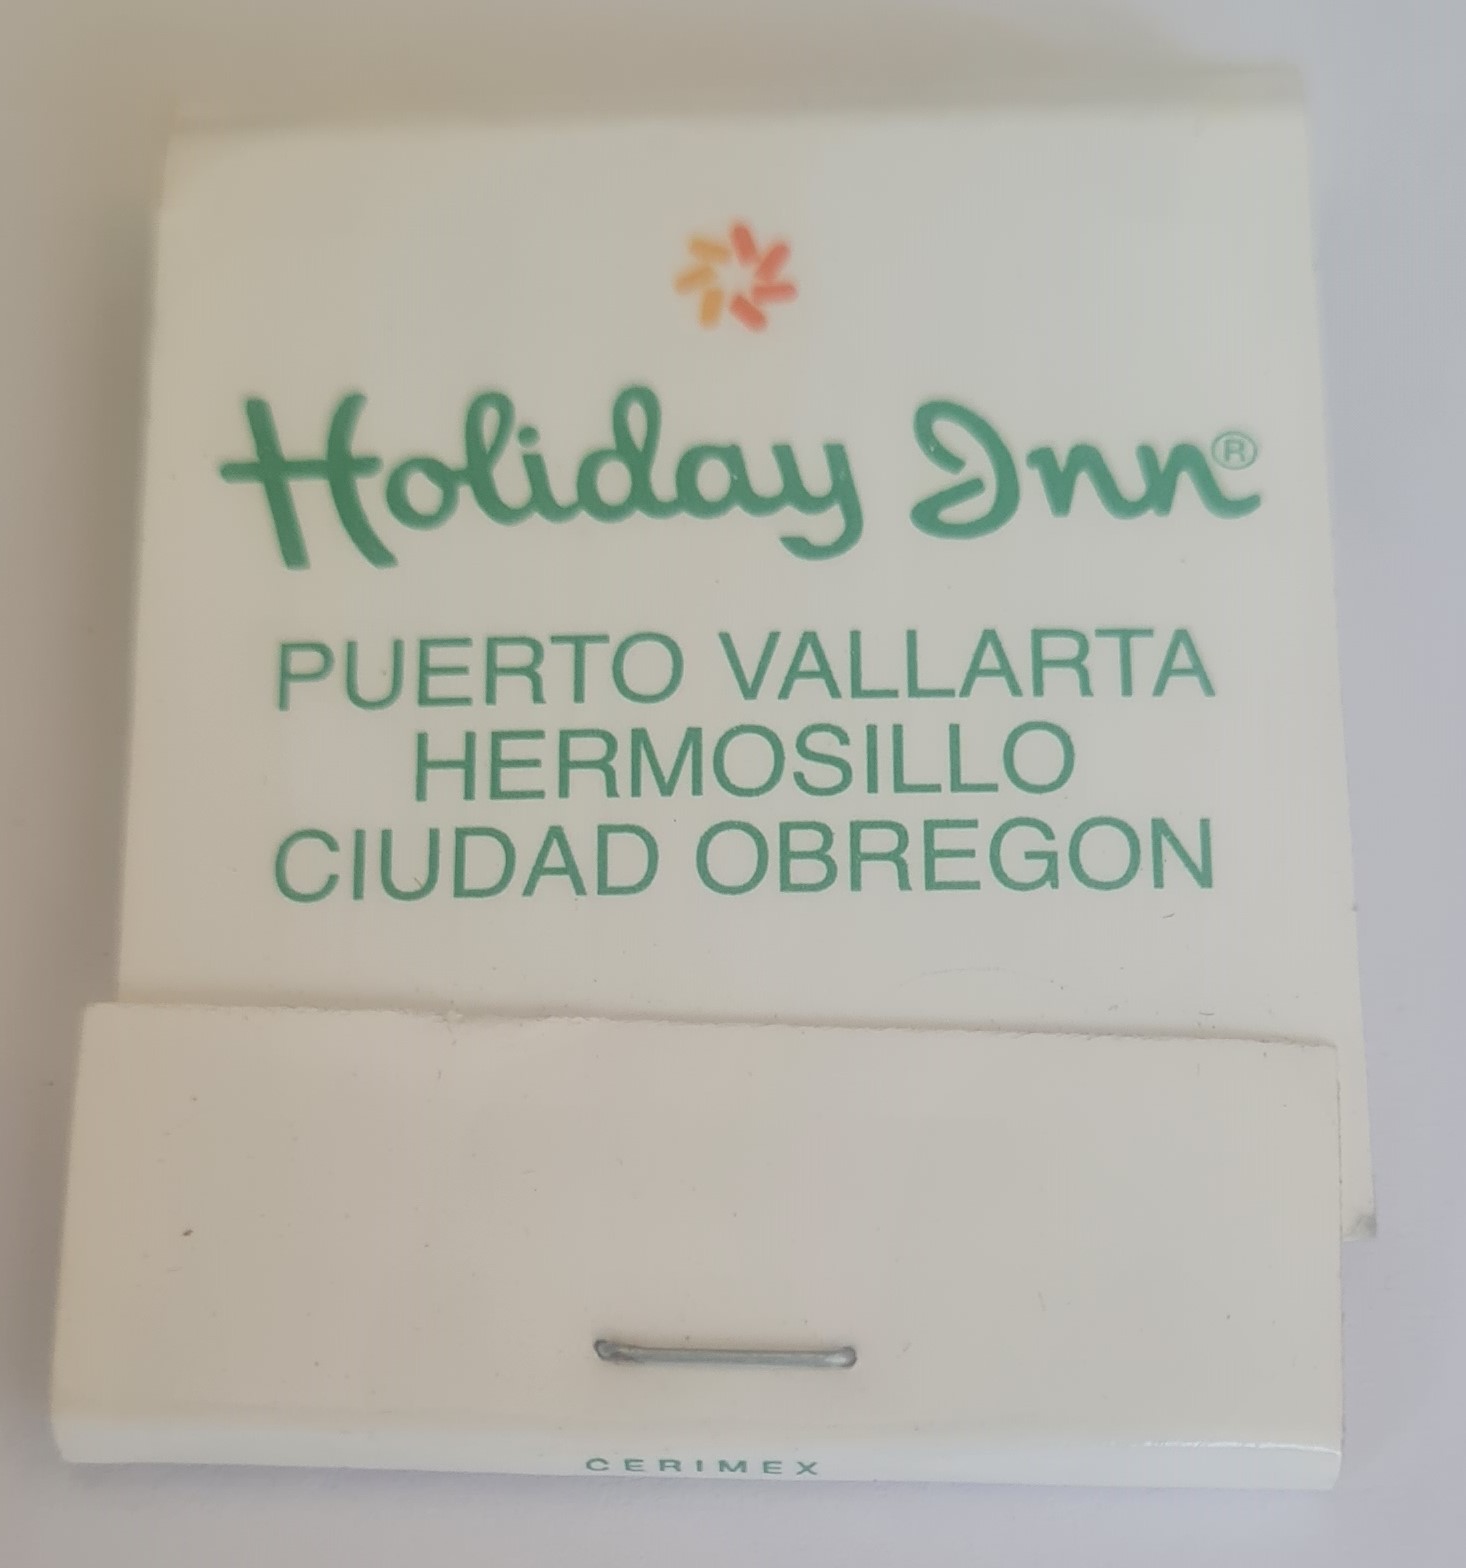 Holiday Inn®
PUERTO VALLARTA
HERMOSILLO
CIUDAD OBREGON
CERIMEX